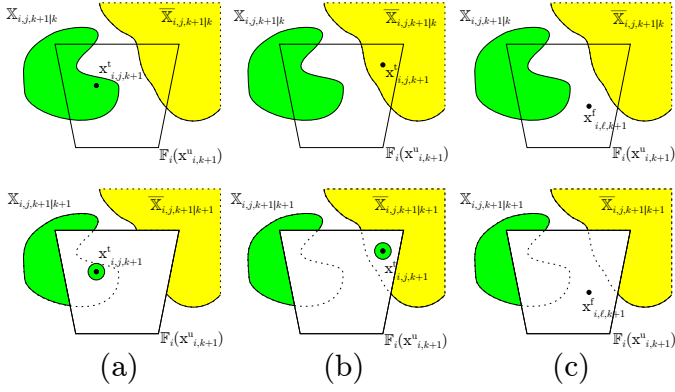 𝕏_{i,j,k+1|k} 𝕏̅_{i,j,k+1|k} 𝕏_{i,j,k+1|k} 𝕏̅_{i,j,k+1|k} 𝕏_{i,j,k+1|k} 𝕏̅_{i,j,k+1|k}
x^t_{i,j,k+1} x^t_{i,j,k+1} x^f_{i,ℓ,k+1}
𝔽_i(x^u_{i,k+1}) 𝔽_i(x^u_{i,k+1}) 𝔽_i(x^u_{i,k+1})
𝕏_{i,j,k+1|k+1} 𝕏̅_{i,j,k+1|k+1} 𝕏_{i,j,k+1|k+1} 𝕏̅_{i,j,k+1|k+1} 𝕏_{i,j,k+1|k+1} 𝕏̅_{i,j,k+1|k+1}
x^t_{i,j,k+1} x^t_{i,j,k+1} x^f_{i,ℓ,k+1}
𝔽_i(x^u_{i,k+1}) 𝔽_i(x^u_{i,k+1}) 𝔽_i(x^u_{i,k+1})
(a) (b) (c)